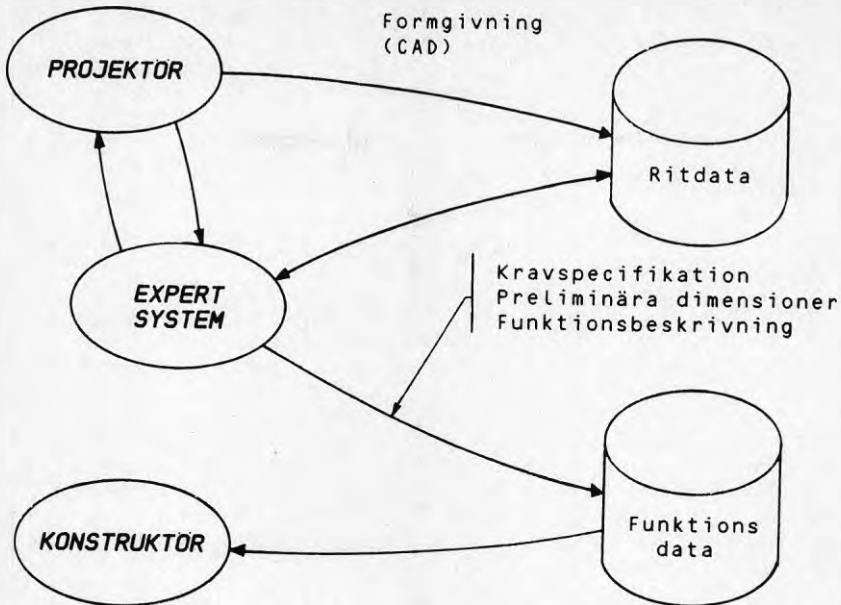 Formgivning
(CAD)
PROJEKTÖR
Ritdata
EXPERT
SYSTEM
Kravspecifikation
Preliminära dimensioner
Funktionsbeskrivning
KONSTRUKTÖR
Funktions
data